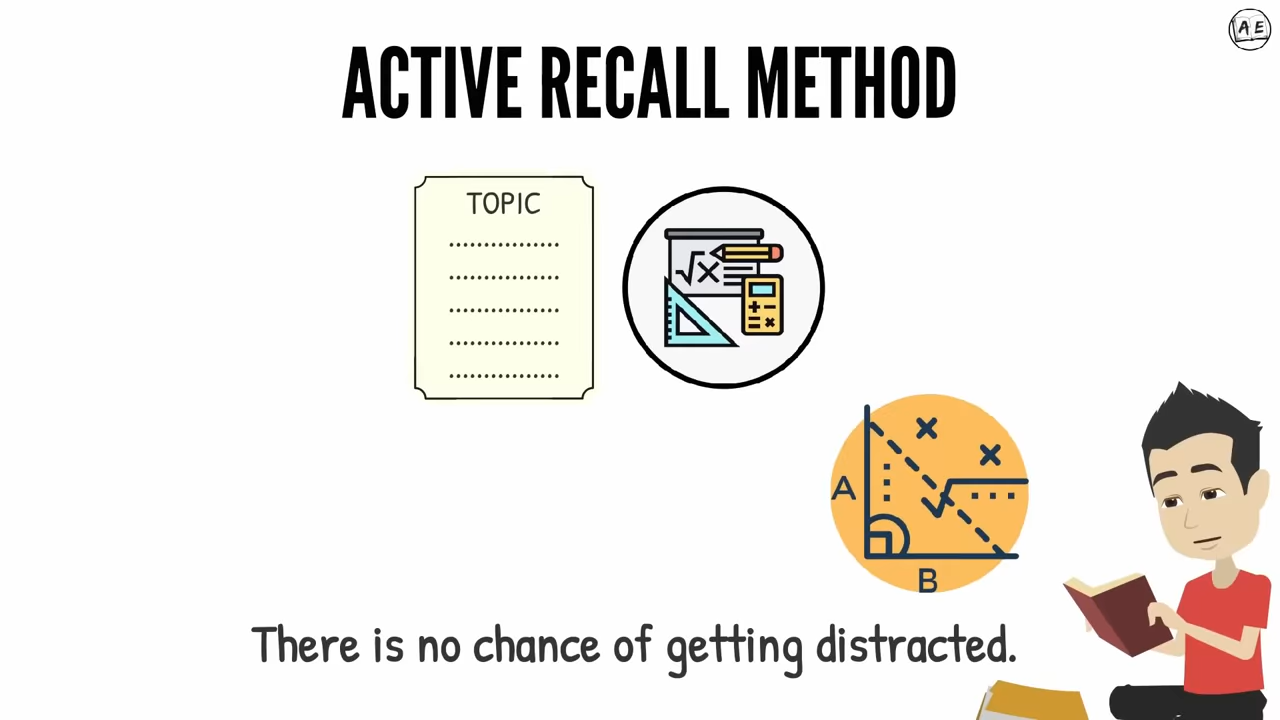 A E
ACTIVE RECALL METHOD
TOPIC
√x
A
B
There is no chance of getting distracted.